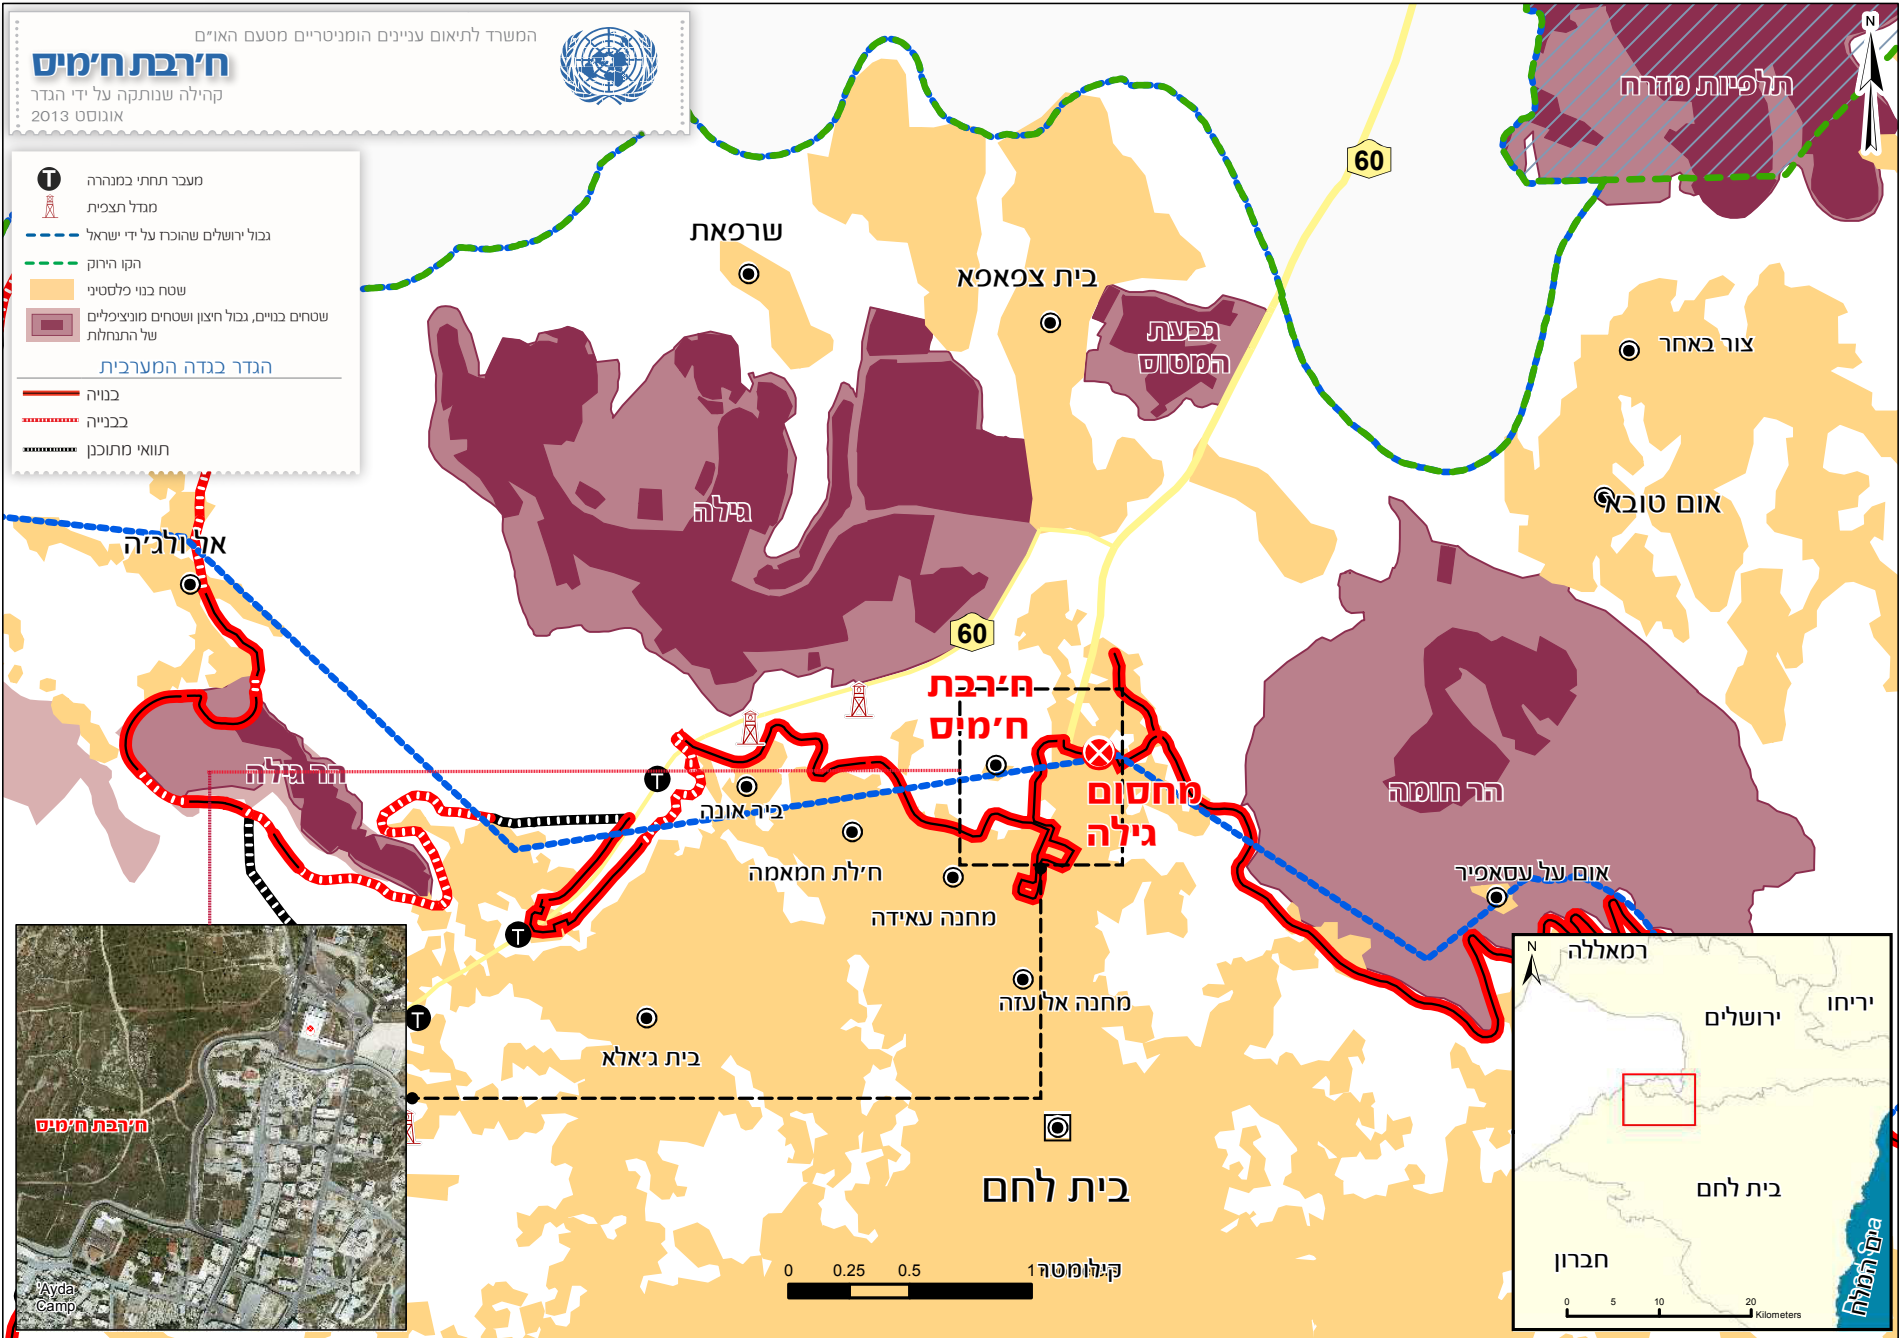 המשרד לתיאום עניינים הומניטריים מטעם האו״ם
ח׳רבת ח׳מיס
קהילה שנותקה על ידי הגדר
אוגוסט 2013
T מעבר תחתי במנהרה
מגדל תצפית
גבול ירושלים שהוכרז על ידי ישראל
הקו הירוק
שטח בנוי פלסטיני
שטחים בנויים, גבול חיצון ושטחים מוניציפליים
של התנחלות
הגדר בגדה המערבית
בנויה
בבנייה
תוואי מתוכנן
N
תלפיות מזרח
60
שרפאת
בית צפאפא
גבעת
המטוס
צור באחר
אום טובא
גילה
אל ולג׳ה
60
ח׳רבת
ח׳מיס
הר גילה
T
ביר אונה
מחסום
גילה
הר חומה
ח׳לת חמאמה
אום על עסאפיר
מחנה עאידה
T
T
מחנה אל עזה
בית ג׳אלא
בית לחם
0 0.25 0.5 1
קילומטר
ח׳רבת ח׳מיס
'Ayda
Camp
N
רמאללה
יריחו
ירושלים
בית לחם
חברון
ים המלח
0 5 10 20
Kilometers